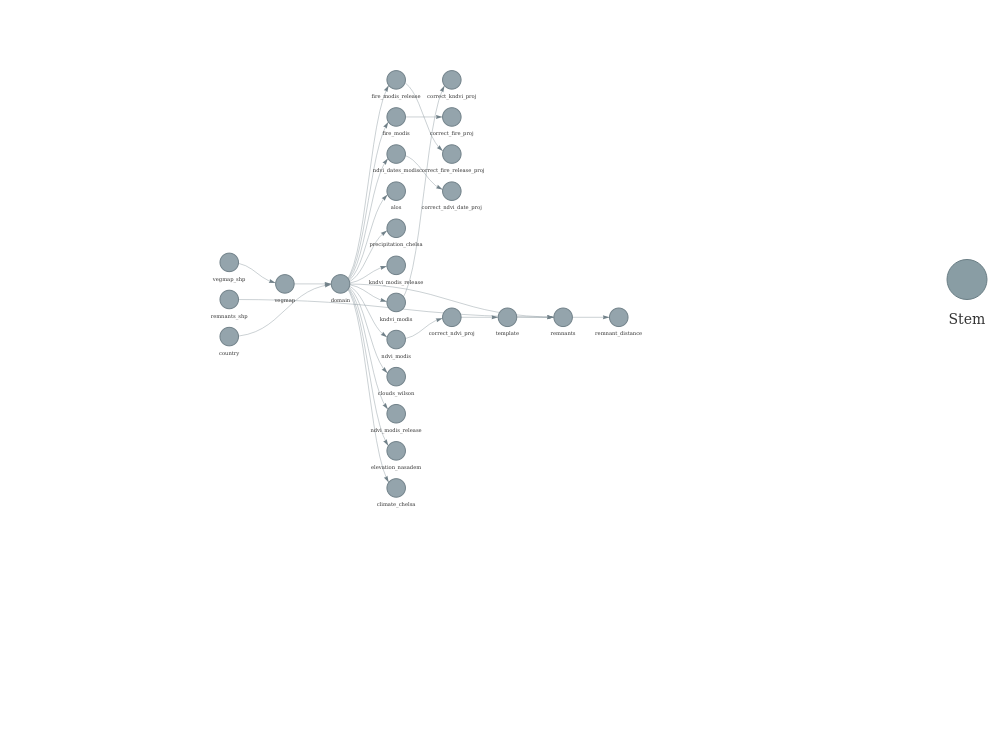 fire_modis_release
correct_kndvi_proj
fire_modis
correct_fire_proj
ndvi_dates_modis
correct_fire_release_proj
alos
correct_ndvi_date_proj
precipitation_chelsa
vegmap_shp
kndvi_modis_release
vegmap
domain
remnants_shp
kndvi_modis
Stem
correct_ndvi_proj
template
remnants
remnant_distance
country
ndvi_modis
clouds_wilson
ndvi_modis_release
elevation_nasadem
climate_chelsa